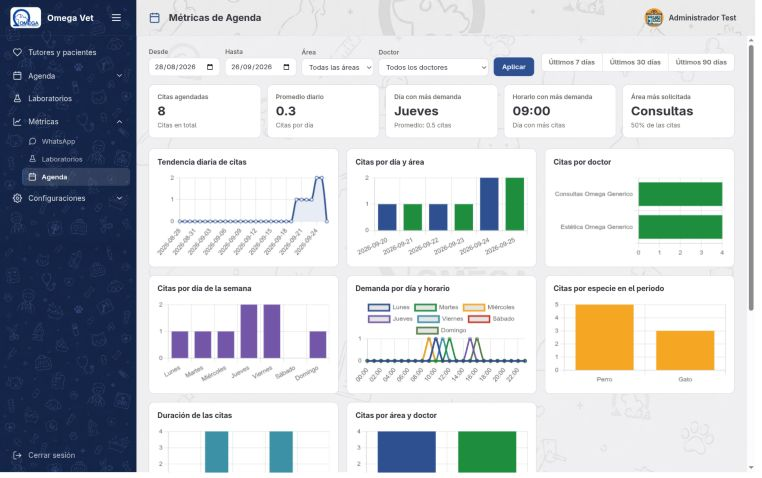 OMEGA
Omega Vet
Tutores y pacientes
Agenda
Laboratorios
Métricas
WhatsApp
Laboratorios
Agenda
Configuraciones
Cerrar sesión
Métricas de Agenda
Administrador Test
Desde
Hasta
Área
Doctor
28/08/2026
26/09/2026
Todas las áreas
Todos los doctores
Aplicar
Últimos 7 días
Últimos 30 días
Últimos 90 días
Citas agendadas
8
Citas en total
Promedio diario
0.3
Citas por día
Día con más demanda
Jueves
Promedio: 0.5 citas
Horario con más demanda
09:00
Día con más citas
Área más solicitada
Consultas
50% de las citas
Tendencia diaria de citas
2
1
0
2026-08-28
2026-08-31
2026-09-03
2026-09-06
2026-09-09
2026-09-12
2026-09-15
2026-09-18
2026-09-21
2026-09-24
Citas por día y área
2
1
0
2026-09-20
2026-09-21
2026-09-22
2026-09-23
2026-09-24
2026-09-25
Citas por doctor
Consultas Omega Generico
Estética Omega Generico
0 1 2 3 4
Citas por día de la semana
2
1
0
Lunes
Martes
Miércoles
Jueves
Viernes
Sábado
Domingo
Demanda por día y horario
Lunes Martes Miércoles
Jueves Viernes Sábado
Domingo
1
0
00:00
02:00
04:00
06:00
08:00
10:00
12:00
14:00
16:00
18:00
20:00
22:00
Citas por especie en el periodo
5
4
3
2
1
0
Perro
Gato
Duración de las citas
4
3
2
1
Citas por área y doctor
4
3
2
1